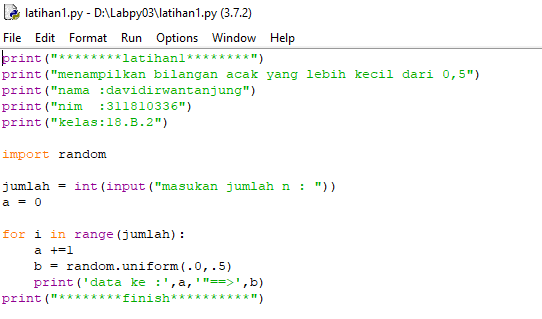 latihan1.py - D:\Labpy03\latihan1.py (3.7.2)
File Edit Format Run Options Window Help
print("********latihan1********")
print("menampilkan bilangan acak yang lebih kecil dari 0,5")
print("nama :davidirwantanjung")
print("nim  :311810336")
print("kelas:18.B.2")
import random
jumlah = int(input("masukan jumlah n : "))
a = 0
for i in range(jumlah):
    a +=1
    b = random.uniform(.0,.5)
    print('data ke :',a,'"==>',b)
print("********finish**********")